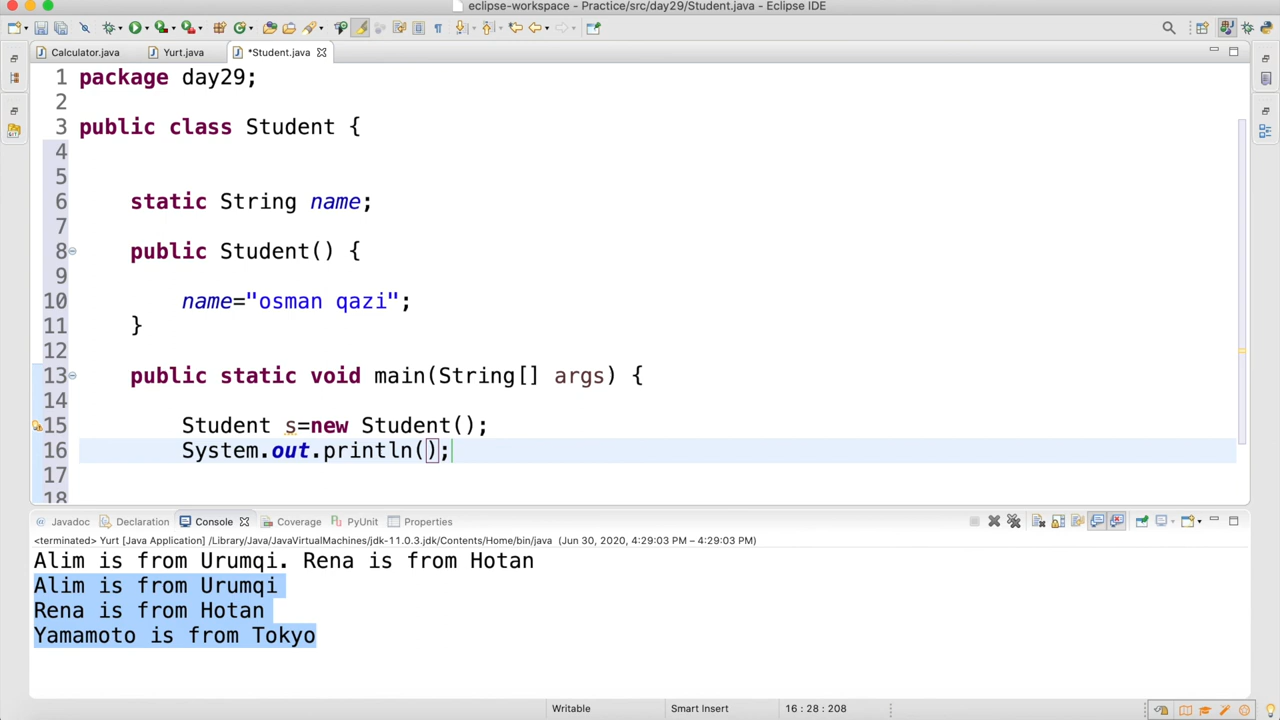 eclipse-workspace - Practice/src/day29/Student.java - Eclipse IDE
Calculator.java Yurt.java *Student.java
1 package day29;
2
3 public class Student {
4
5
6 static String name;
7
8 public Student() {
9
10 name="osman qazi";
11 }
12
13 public static void main(String[] args) {
14
15 Student s=new Student();
16 System.out.println();
17
18
@ Javadoc Declaration Console Coverage PyUnit Properties
<terminated> Yurt [Java Application] /Library/Java/JavaVirtualMachines/jdk-11.0.3.jdk/Contents/Home/bin/java (Jun 30, 2020, 4:29:03 PM – 4:29:03 PM)
Alim is from Urumqi. Rena is from Hotan
Alim is from Urumqi
Rena is from Hotan
Yamamoto is from Tokyo
Writable Smart Insert 16 : 28 : 208